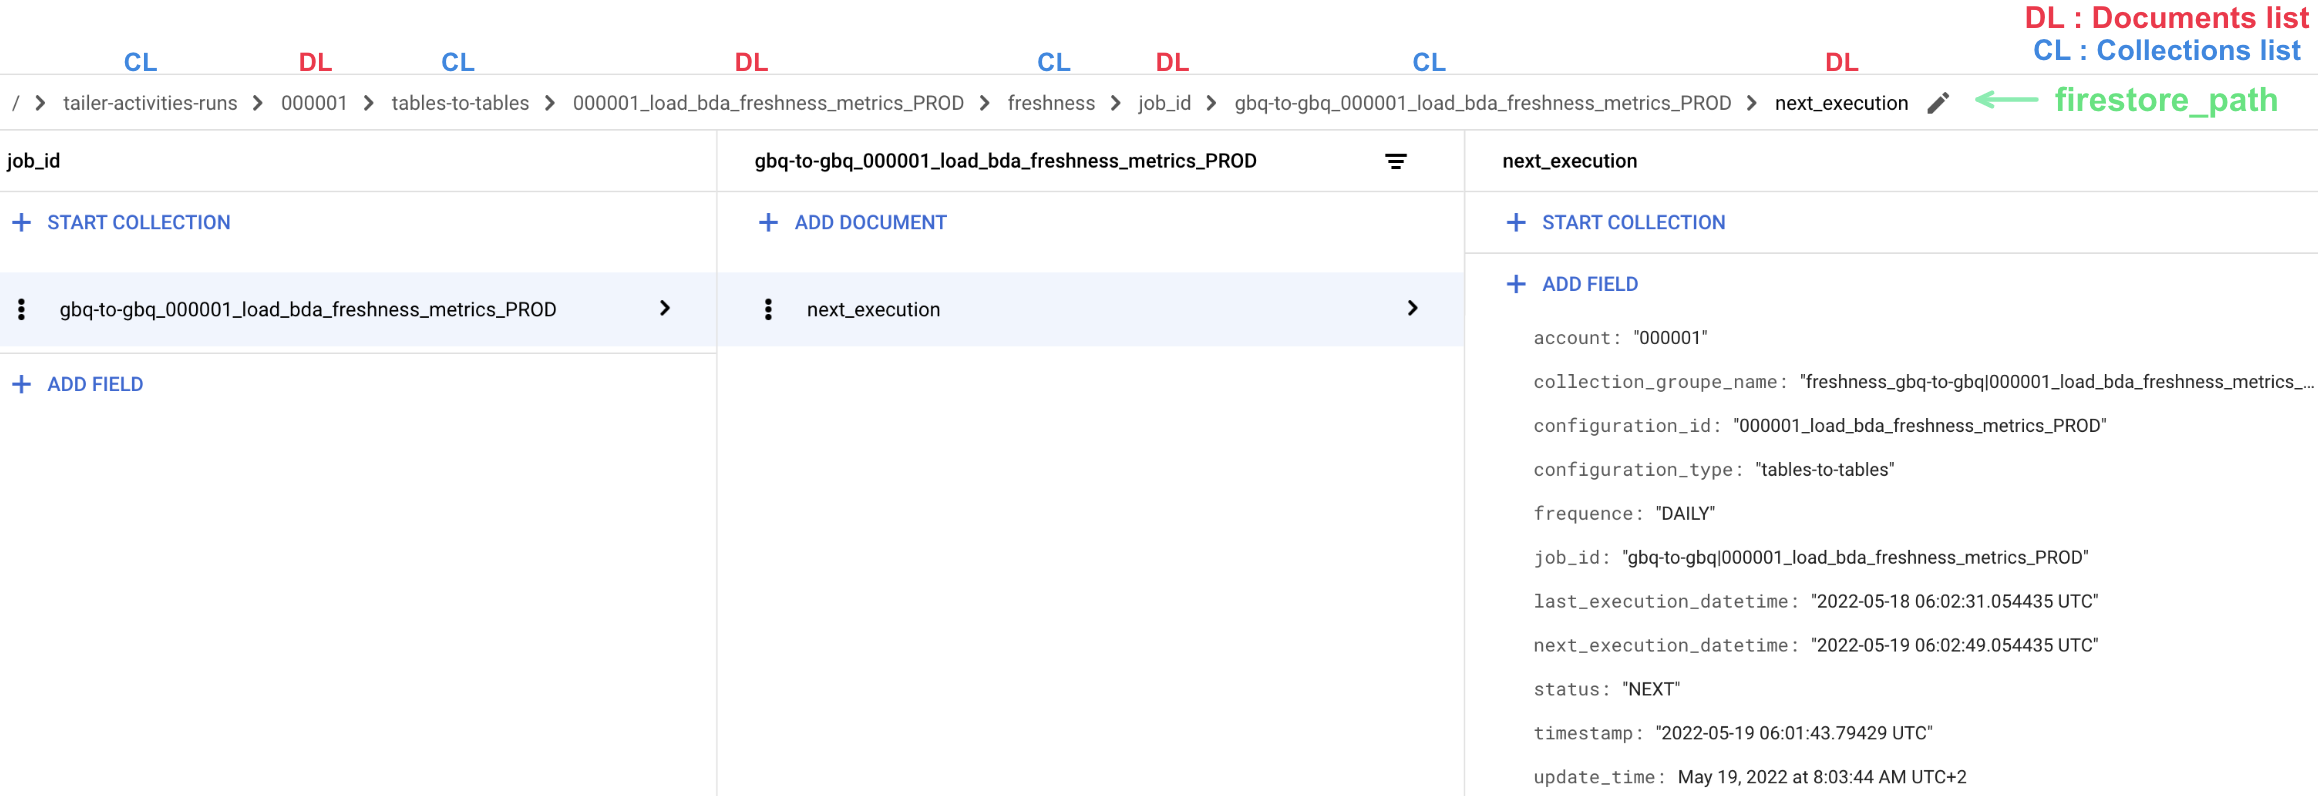 DL : Documents list
CL : Collections list
CL DL CL DL CL DL CL DL
/ > tailer-activities-runs > 000001 > tables-to-tables > 000001_load_bda_freshness_metrics_PROD > freshness > job_id > gbq-to-gbq_000001_load_bda_freshness_metrics_PROD > next_execution ← firestore_path
job_id
+ START COLLECTION
gbq-to-gbq_000001_load_bda_freshness_metrics_PROD >
+ ADD FIELD
gbq-to-gbq_000001_load_bda_freshness_metrics_PROD
+ ADD DOCUMENT
next_execution >
next_execution
+ START COLLECTION
+ ADD FIELD
account: "000001"
collection_groupe_name: "freshness_gbq-to-gbq|000001_load_bda_freshness_metrics_...
configuration_id: "000001_load_bda_freshness_metrics_PROD"
configuration_type: "tables-to-tables"
frequence: "DAILY"
job_id: "gbq-to-gbq|000001_load_bda_freshness_metrics_PROD"
last_execution_datetime: "2022-05-18 06:02:31.054435 UTC"
next_execution_datetime: "2022-05-19 06:02:49.054435 UTC"
status: "NEXT"
timestamp: "2022-05-19 06:01:43.79429 UTC"
update_time: May 19, 2022 at 8:03:44 AM UTC+2